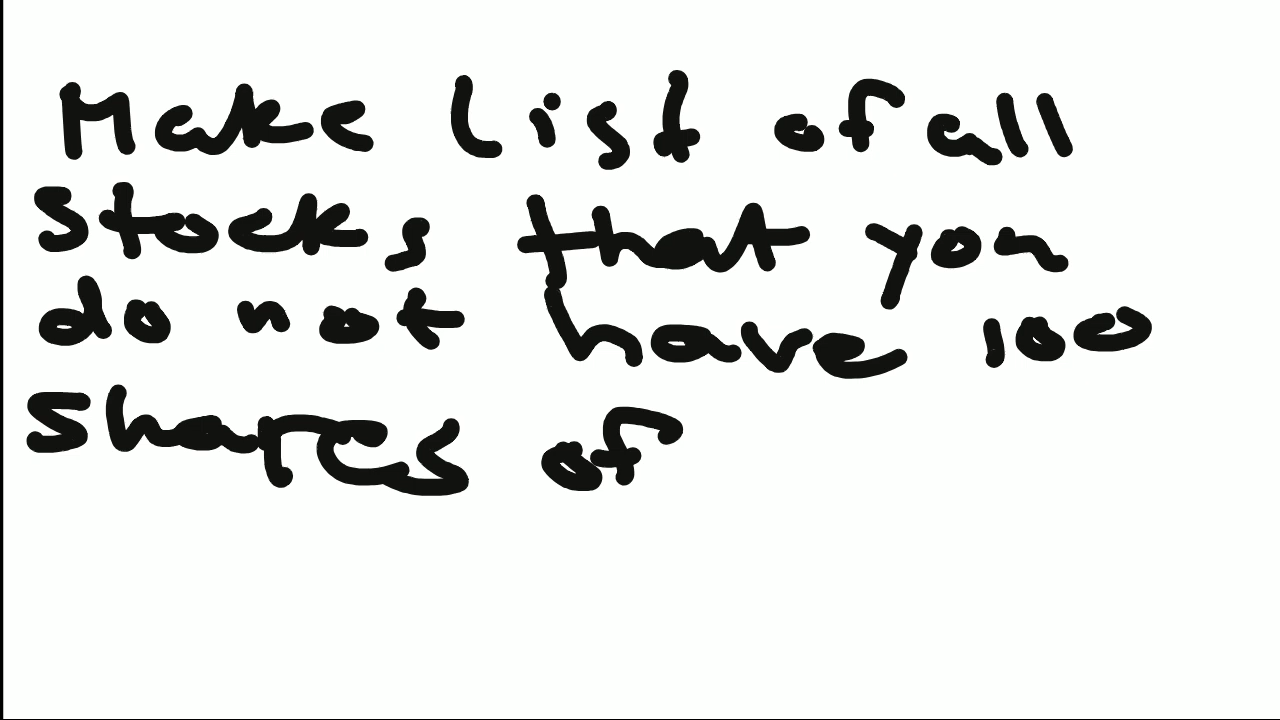 Make list of all
stocks that you
do not have 100
shares of